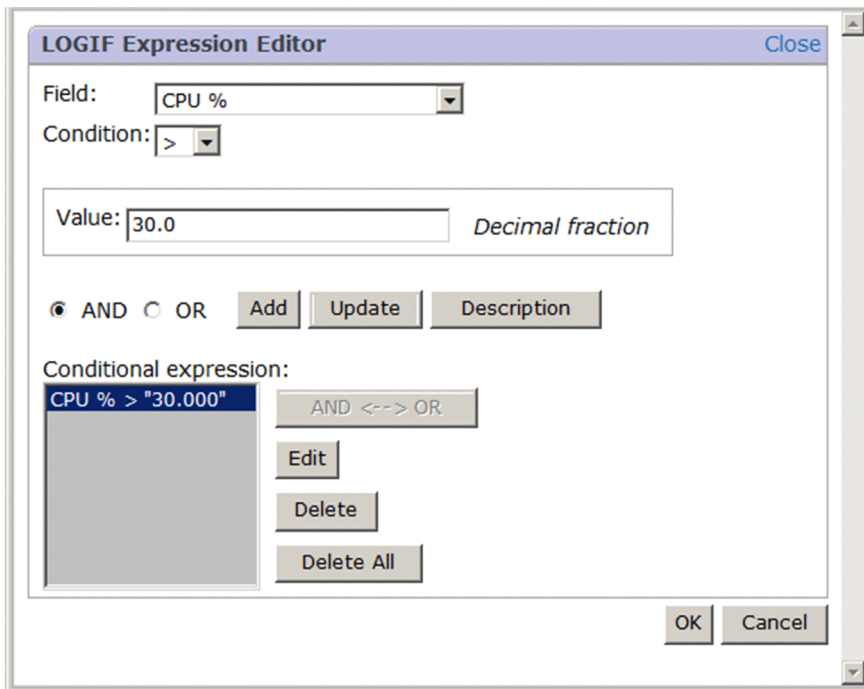 LOGIF Expression Editor Close
Field: CPU %
Condition: >
Value: 30.0 Decimal fraction
AND OR Add Update Description
Conditional expression:
CPU % > "30.000" AND <--> OR
Edit
Delete
Delete All
OK Cancel